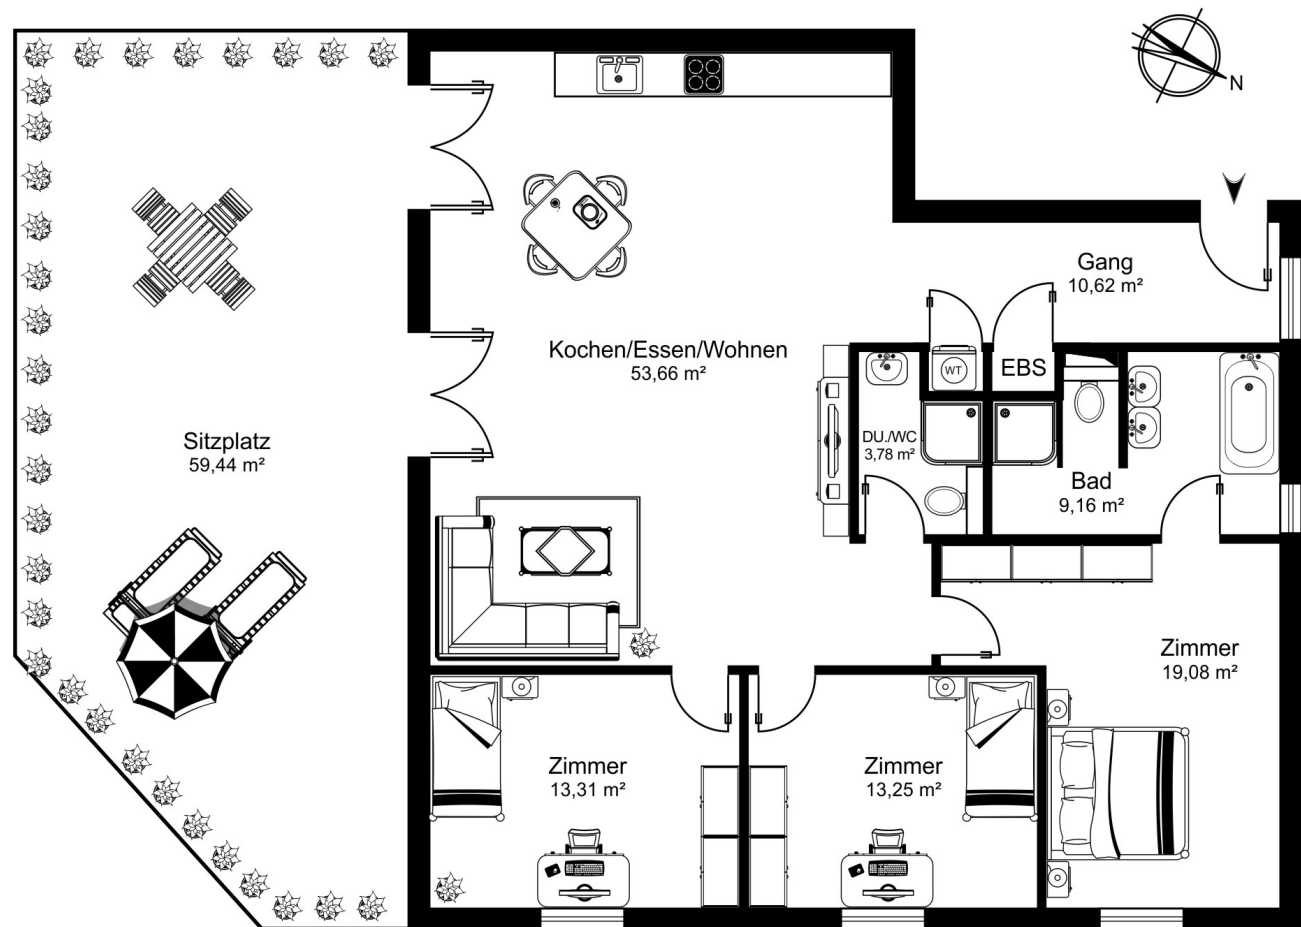 N
Gang
10,62 m²
Kochen/Essen/Wohnen
53,66 m²
WT
EBS
Sitzplatz
59,44 m²
DU./WC
3,78 m²
Bad
9,16 m²
Zimmer
19,08 m²
Zimmer
13,31 m²
Zimmer
13,25 m²